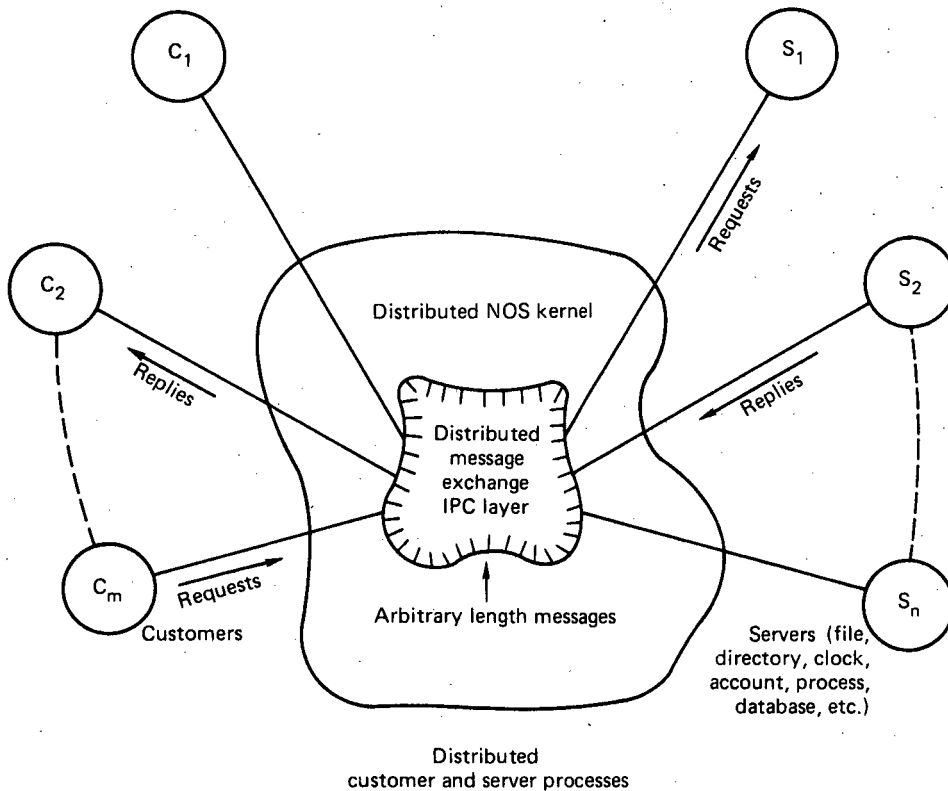 C1
S1
Requests
C2
S2
Distributed NOS kernel
Replies
Replies
Distributed
message
exchange
IPC layer
Cm
Requests
Sn
Customers
Arbitrary length messages
Servers (file,
directory, clock,
account, process,
database, etc.)
Distributed
customer and server processes